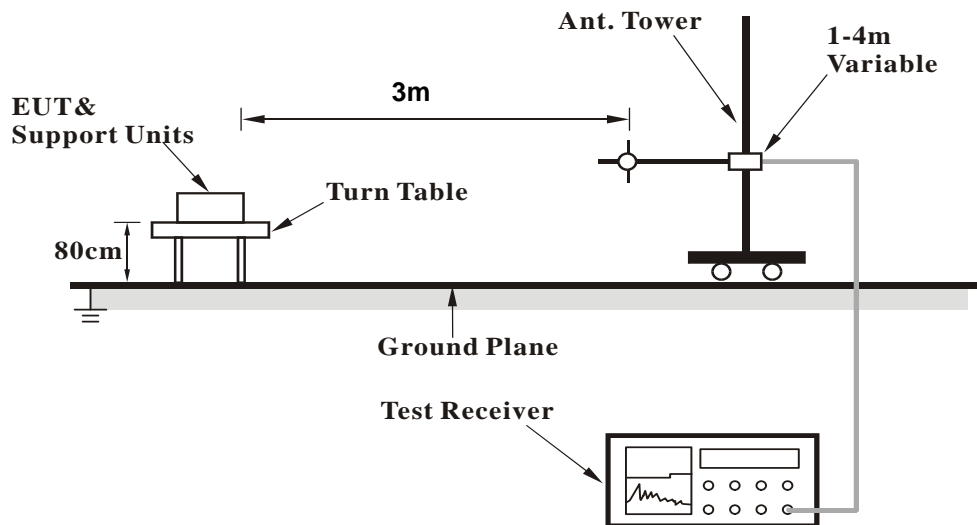 Ant. Tower
1-4m
Variable
3m
EUT&
Support Units
Turn Table
80cm
Ground Plane
Test Receiver